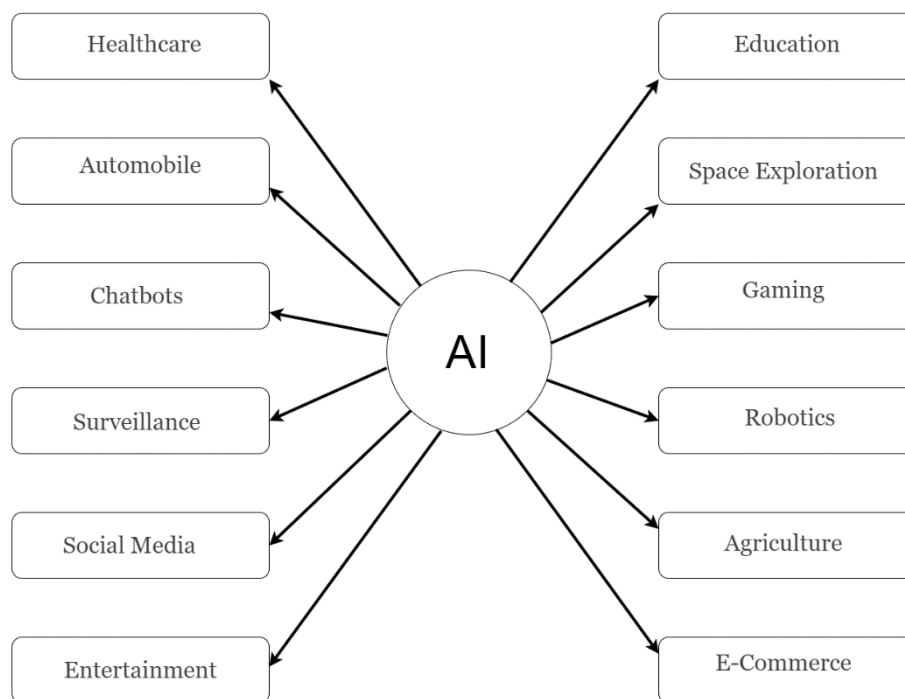 Healthcare
Automobile
Chatbots
Surveillance
Social Media
Entertainment
AI
Education
Space Exploration
Gaming
Robotics
Agriculture
E-Commerce